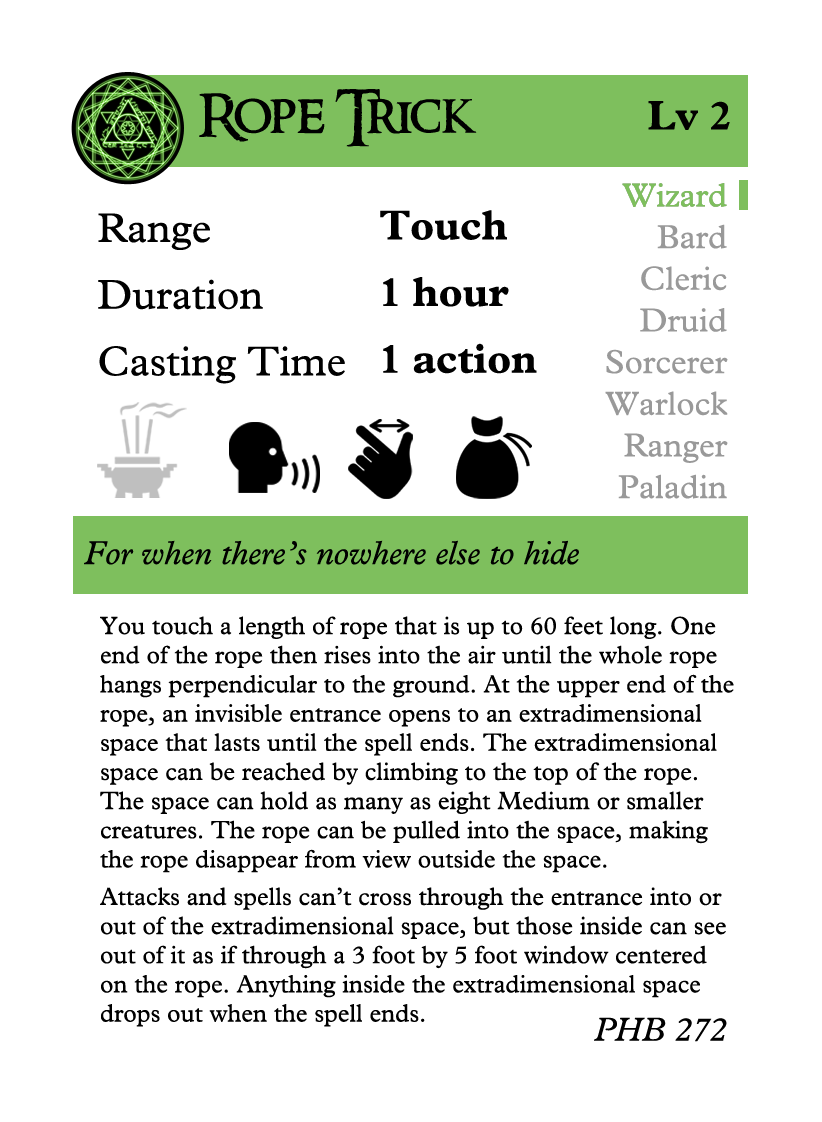 Rope Trick
Lv 2
Range Touch
Duration 1 hour
Casting Time 1 action
Wizard
Bard
Cleric
Druid
Sorcerer
Warlock
Ranger
Paladin
For when there’s nowhere else to hide
You touch a length of rope that is up to 60 feet long. One
end of the rope then rises into the air until the whole rope
hangs perpendicular to the ground. At the upper end of the
rope, an invisible entrance opens to an extradimensional
space that lasts until the spell ends. The extradimensional
space can be reached by climbing to the top of the rope.
The space can hold as many as eight Medium or smaller
creatures. The rope can be pulled into the space, making
the rope disappear from view outside the space.
Attacks and spells can’t cross through the entrance into or
out of the extradimensional space, but those inside can see
out of it as if through a 3 foot by 5 foot window centered
on the rope. Anything inside the extradimensional space
drops out when the spell ends.
PHB 272